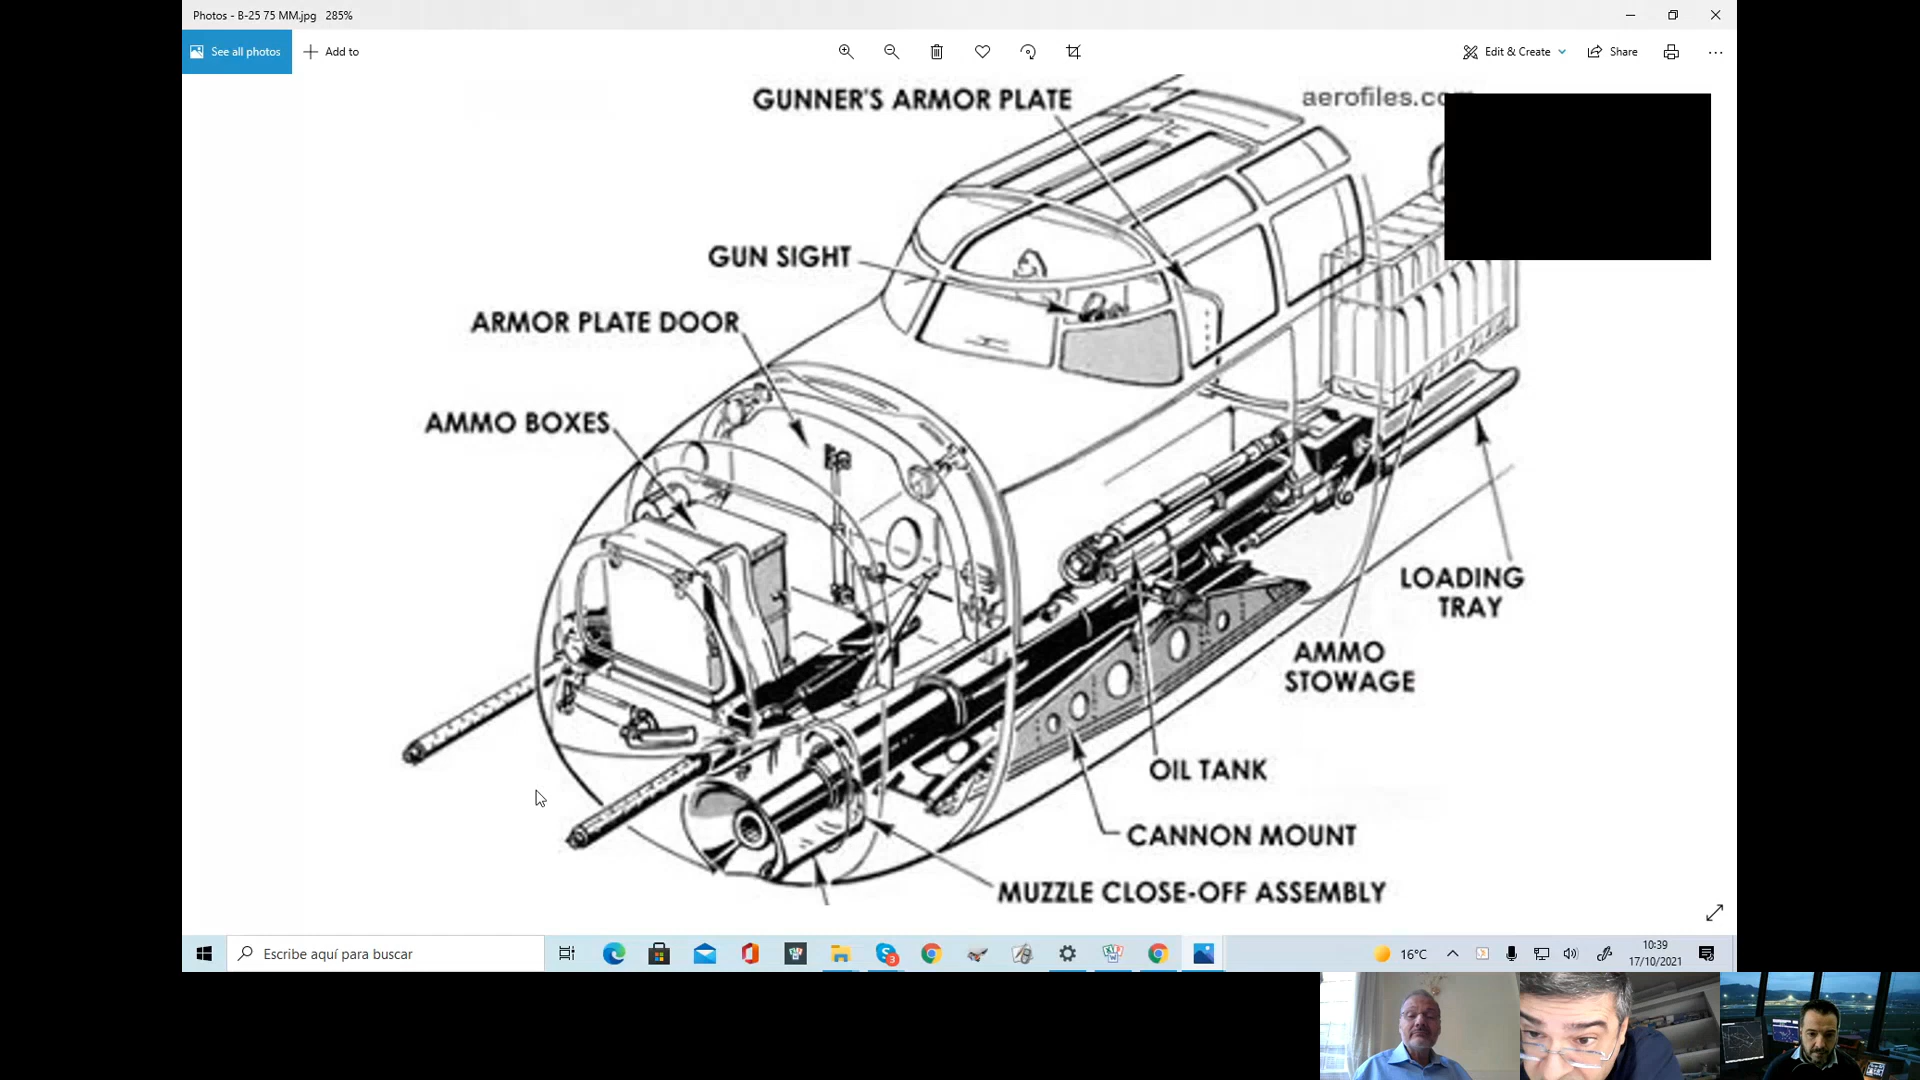 Photos - B-25 75 MM.jpg 285%
See all photos
Add to
Edit & Create
Share
GUNNER'S ARMOR PLATE
aerofiles.co
GUN SIGHT
ARMOR PLATE DOOR
AMMO BOXES
LOADING
TRAY
AMMO
STOWAGE
OIL TANK
CANNON MOUNT
MUZZLE CLOSE-OFF ASSEMBLY
Escribe aquí para buscar
3
16°C
10:39
17/10/2021